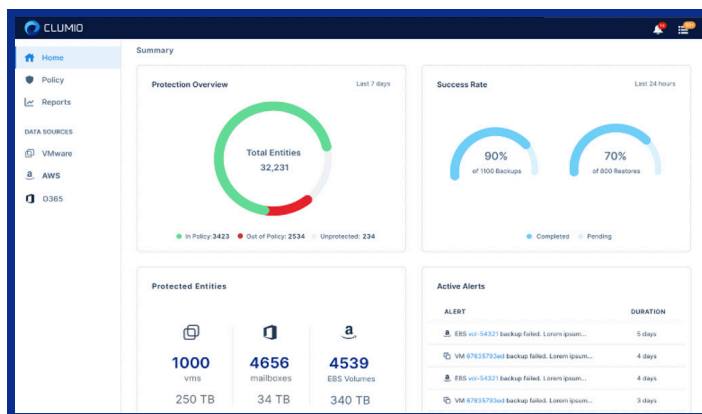 CLUMIO
Home
Policy
Reports
DATA SOURCES
VMware
AWS
O365
Summary
Protection Overview
Last 7 days
Total Entities
32,231
In Policy:3423
Out of Policy: 2534
Unprotected: 234
Success Rate
Last 24 hours
90%
of 1100 Backups
70%
of 800 Restores
Completed
Pending
Protected Entities
1000
vms
250 TB
4656
mailboxes
34 TB
4539
EBS Volumes
340 TB
Active Alerts
ALERT DURATION
EBS vol-54321 backup failed. Lorem ipsum... 5 days
VM 67835793ed backup failed. Lorem ipsum... 4 days
EBS vol-54321 backup failed. Lorem ipsum... 4 days
VM 67835793ed backup failed. Lorem ipsum... 3 days